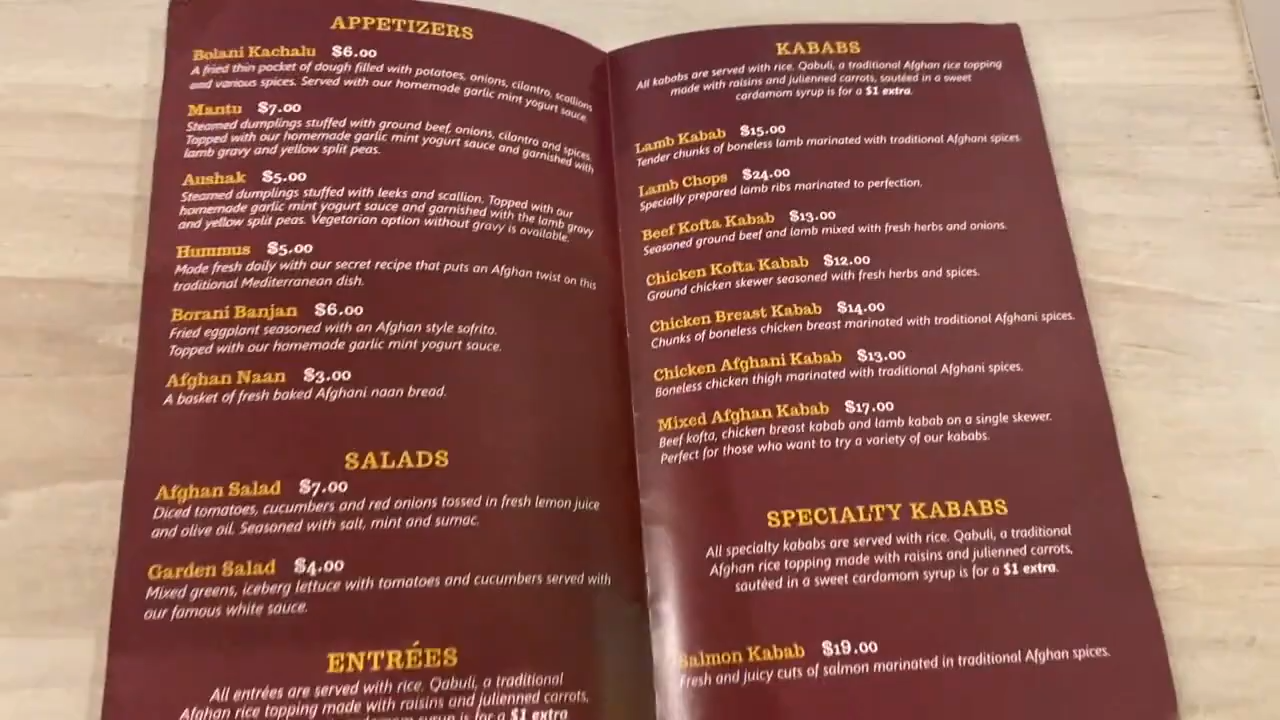 APPETIZERS
Bolani Kachalu $6.00
A fried thin pocket of dough filled with potatoes, onions, cilantro, scallions
and various spices. Served with our homemade garlic mint yogurt sauce
Mantu $7.00
Steamed dumplings stuffed with ground beef, onions, cilantro and spices.
Topped with our homemade garlic mint yogurt sauce and garnished with
lamb gravy and yellow split peas.
Aushak $5.00
Steamed dumplings stuffed with leeks and scallion. Topped with our
homemade garlic mint yogurt sauce and garnished with the lamb gravy
and yellow split peas. Vegetarian option without gravy is available.
Hummus $5.00
Made fresh daily with our secret recipe that puts an Afghan twist on this
traditional Mediterranean dish.
Borani Banjan $6.00
Fried eggplant seasoned with an Afghan style sofrito.
Topped with our homemade garlic mint yogurt sauce.
Afghan Naan $3.00
A basket of fresh baked Afghani naan bread.
SALADS
Afghan Salad $7.00
Diced tomatoes, cucumbers and red onions tossed in fresh lemon juice
and olive oil. Seasoned with salt, mint and sumac.
Garden Salad $4.00
Mixed greens, iceberg lettuce with tomatoes and cucumbers served with
our famous white sauce.
ENTRÉES
All entrées are served with rice. Qabuli, a traditional
Afghan rice topping made with raisins and julienned carrots,
cardamom syrup is for a $1 extra
KABABS
All kababs are served with rice. Qabuli, a traditional Afghan rice topping
made with raisins and julienned carrots, sautéed in a sweet
cardamom syrup is for a $1 extra.
Lamb Kabab $15.00
Tender chunks of boneless lamb marinated with traditional Afghani spices.
Lamb Chops $24.00
Specially prepared lamb ribs marinated to perfection.
Beef Kofta Kabab $13.00
Seasoned ground beef and lamb mixed with fresh herbs and onions.
Chicken Kofta Kabab $12.00
Ground chicken skewer seasoned with fresh herbs and spices.
Chicken Breast Kabab $14.00
Chunks of boneless chicken breast marinated with traditional Afghani spices.
Chicken Afghani Kabab $13.00
Boneless chicken thigh marinated with traditional Afghani spices.
Mixed Afghan Kabab $17.00
Beef kofta, chicken breast kabab and lamb kabab on a single skewer.
Perfect for those who want to try a variety of our kababs.
SPECIALTY KABABS
All specialty kababs are served with rice. Qabuli, a traditional
Afghan rice topping made with raisins and julienned carrots,
sautéed in a sweet cardamom syrup is for a $1 extra.
Salmon Kabab $19.00
Fresh and juicy cuts of salmon marinated in traditional Afghan spices.